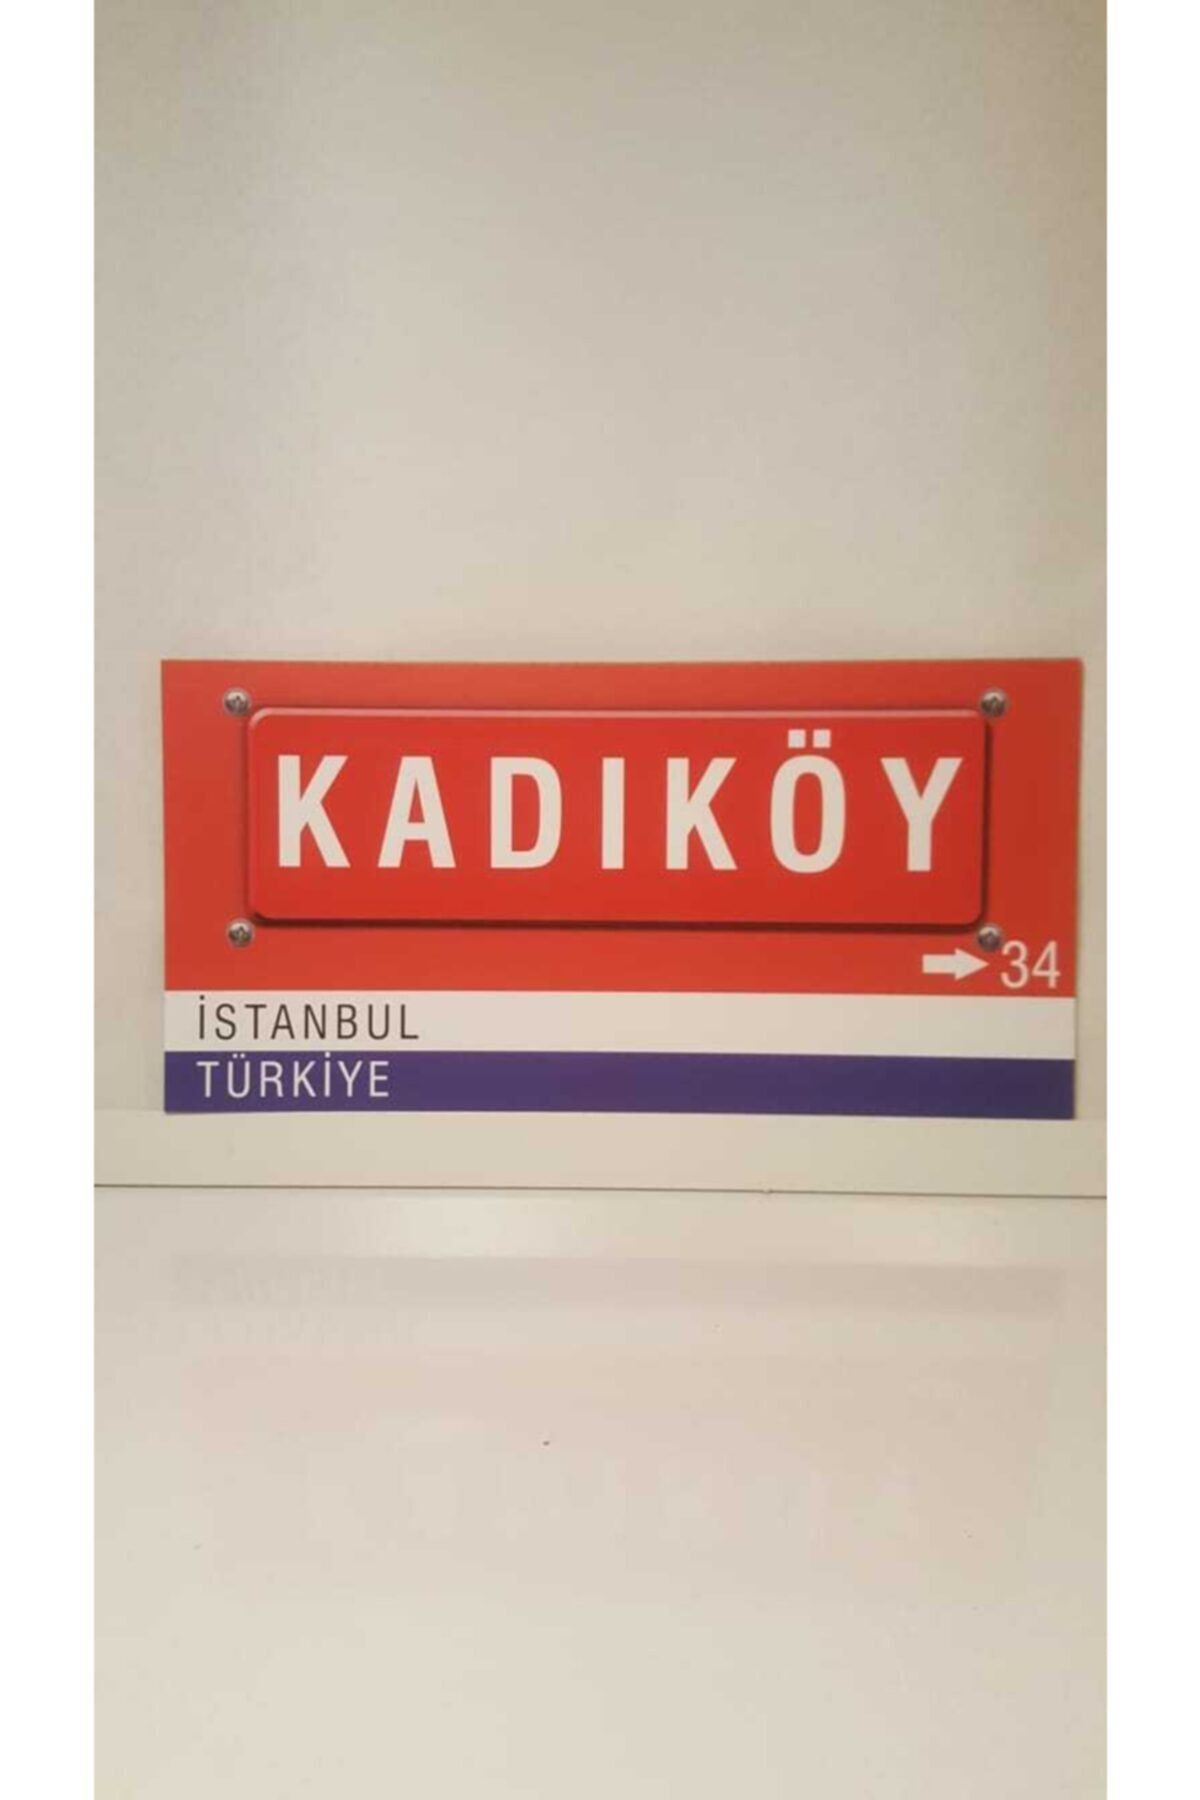 KADIKÖY
34
İSTANBUL
TÜRKİYE